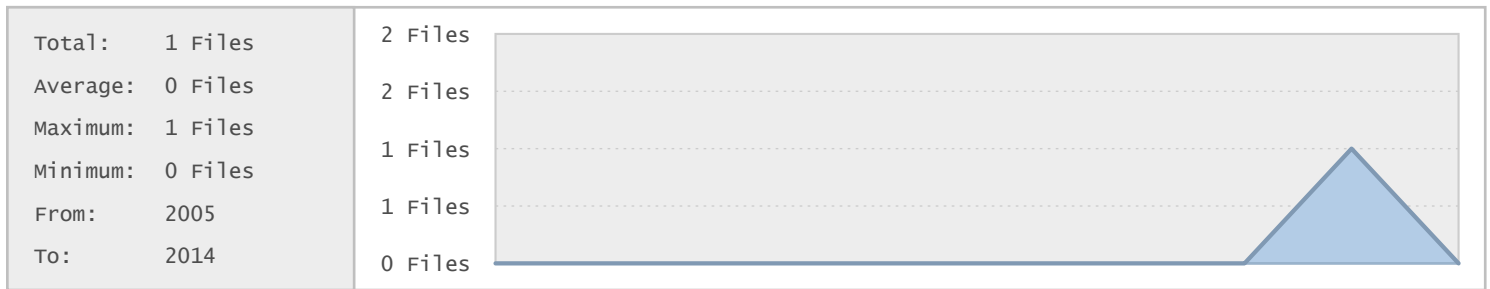 Total: 1 Files
Average: 0 Files
Maximum: 1 Files
Minimum: 0 Files
From: 2005
To: 2014
2 Files
2 Files
1 Files
1 Files
0 Files